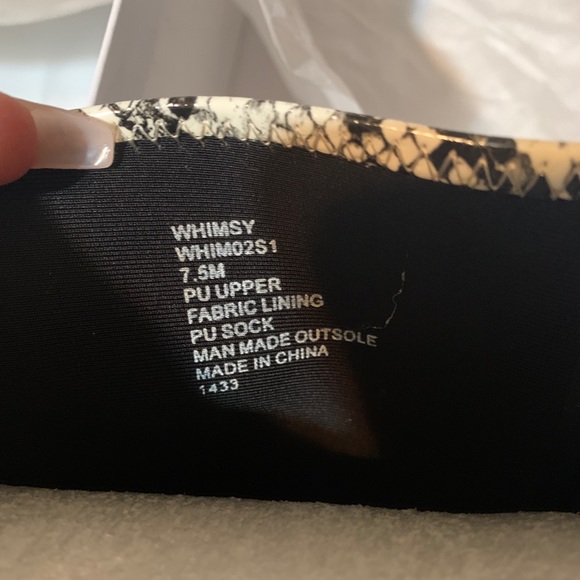 WHIMSY
WHIM02S1
7.5M
PU UPPER
FABRIC LINING
PU SOCK
MAN MADE OUTSOLE
MADE IN CHINA
1433